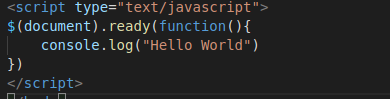 <script type="text/javascript">
$(document).ready(function(){
    console.log("Hello World")
})
</script>